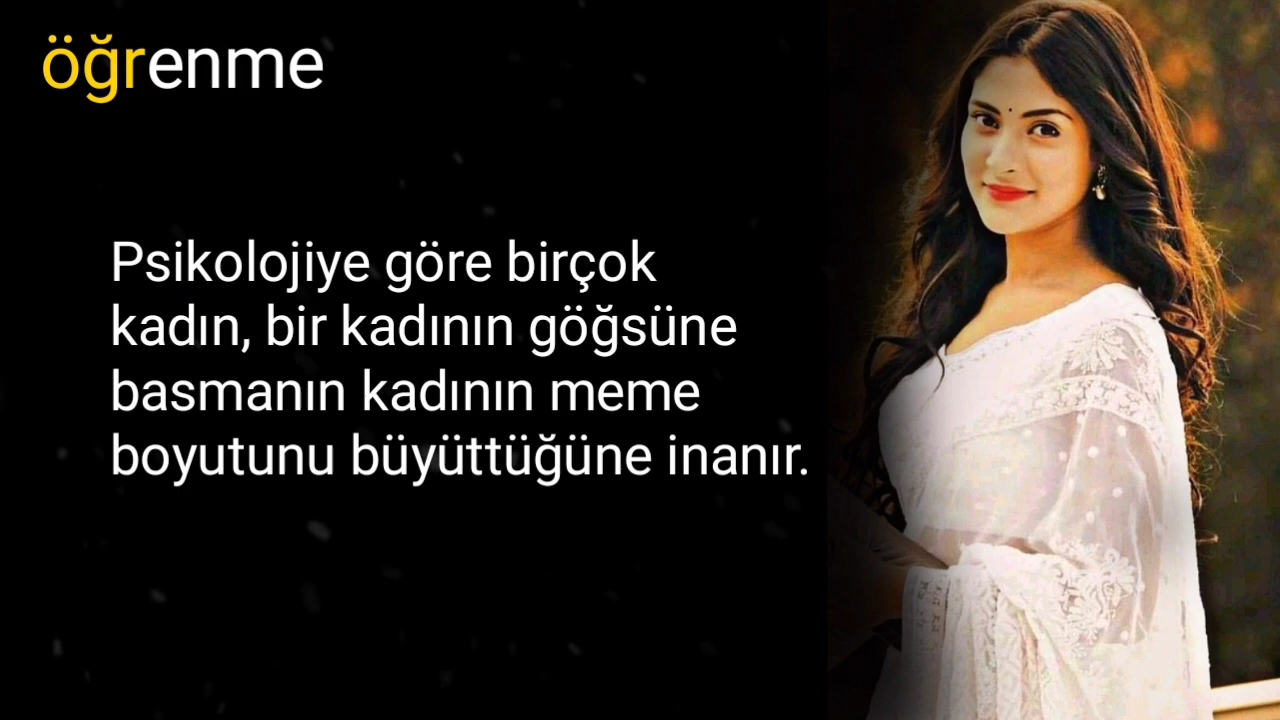 öğrenme
Psikolojiye göre birçok
kadın, bir kadının göğsüne
basmanın kadının meme
boyutunu büyüttüğüne inanır.